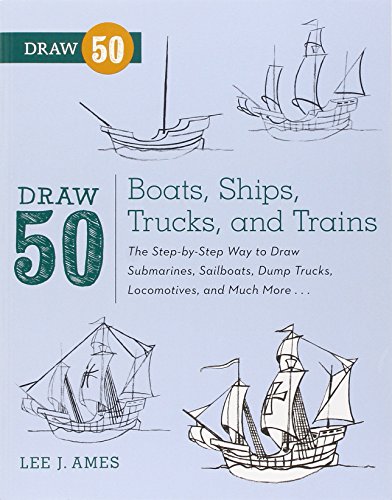 DRAW 50
Boats, Ships,
Trucks, and Trains
DRAW
50
The Step-by-Step Way to Draw
Submarines, Sailboats, Dump Trucks,
Locomotives, and Much More . . .
LEE J. AMES